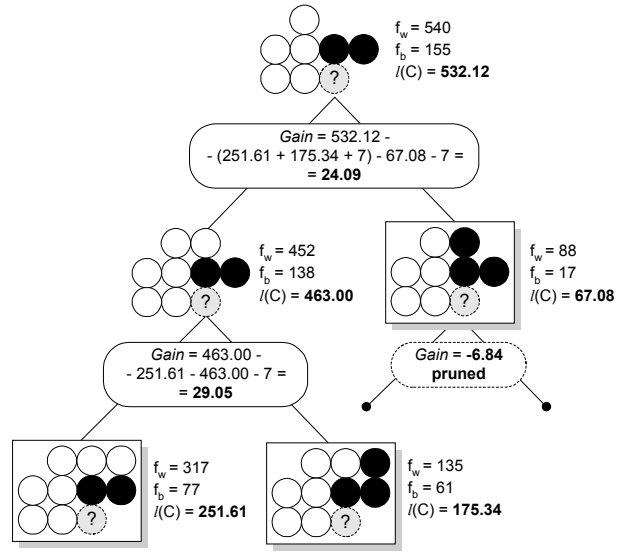 f_w = 540
f_b = 155
l(C) = 532.12
?
Gain = 532.12 -
- (251.61 + 175.34 + 7) - 67.08 - 7 =
= 24.09
f_w = 452
f_b = 138
l(C) = 463.00
?
f_w = 88
f_b = 17
l(C) = 67.08
?
Gain = 463.00 -
- 251.61 - 463.00 - 7 =
= 29.05
Gain = -6.84
pruned
f_w = 317
f_b = 77
l(C) = 251.61
?
f_w = 135
f_b = 61
l(C) = 175.34
?